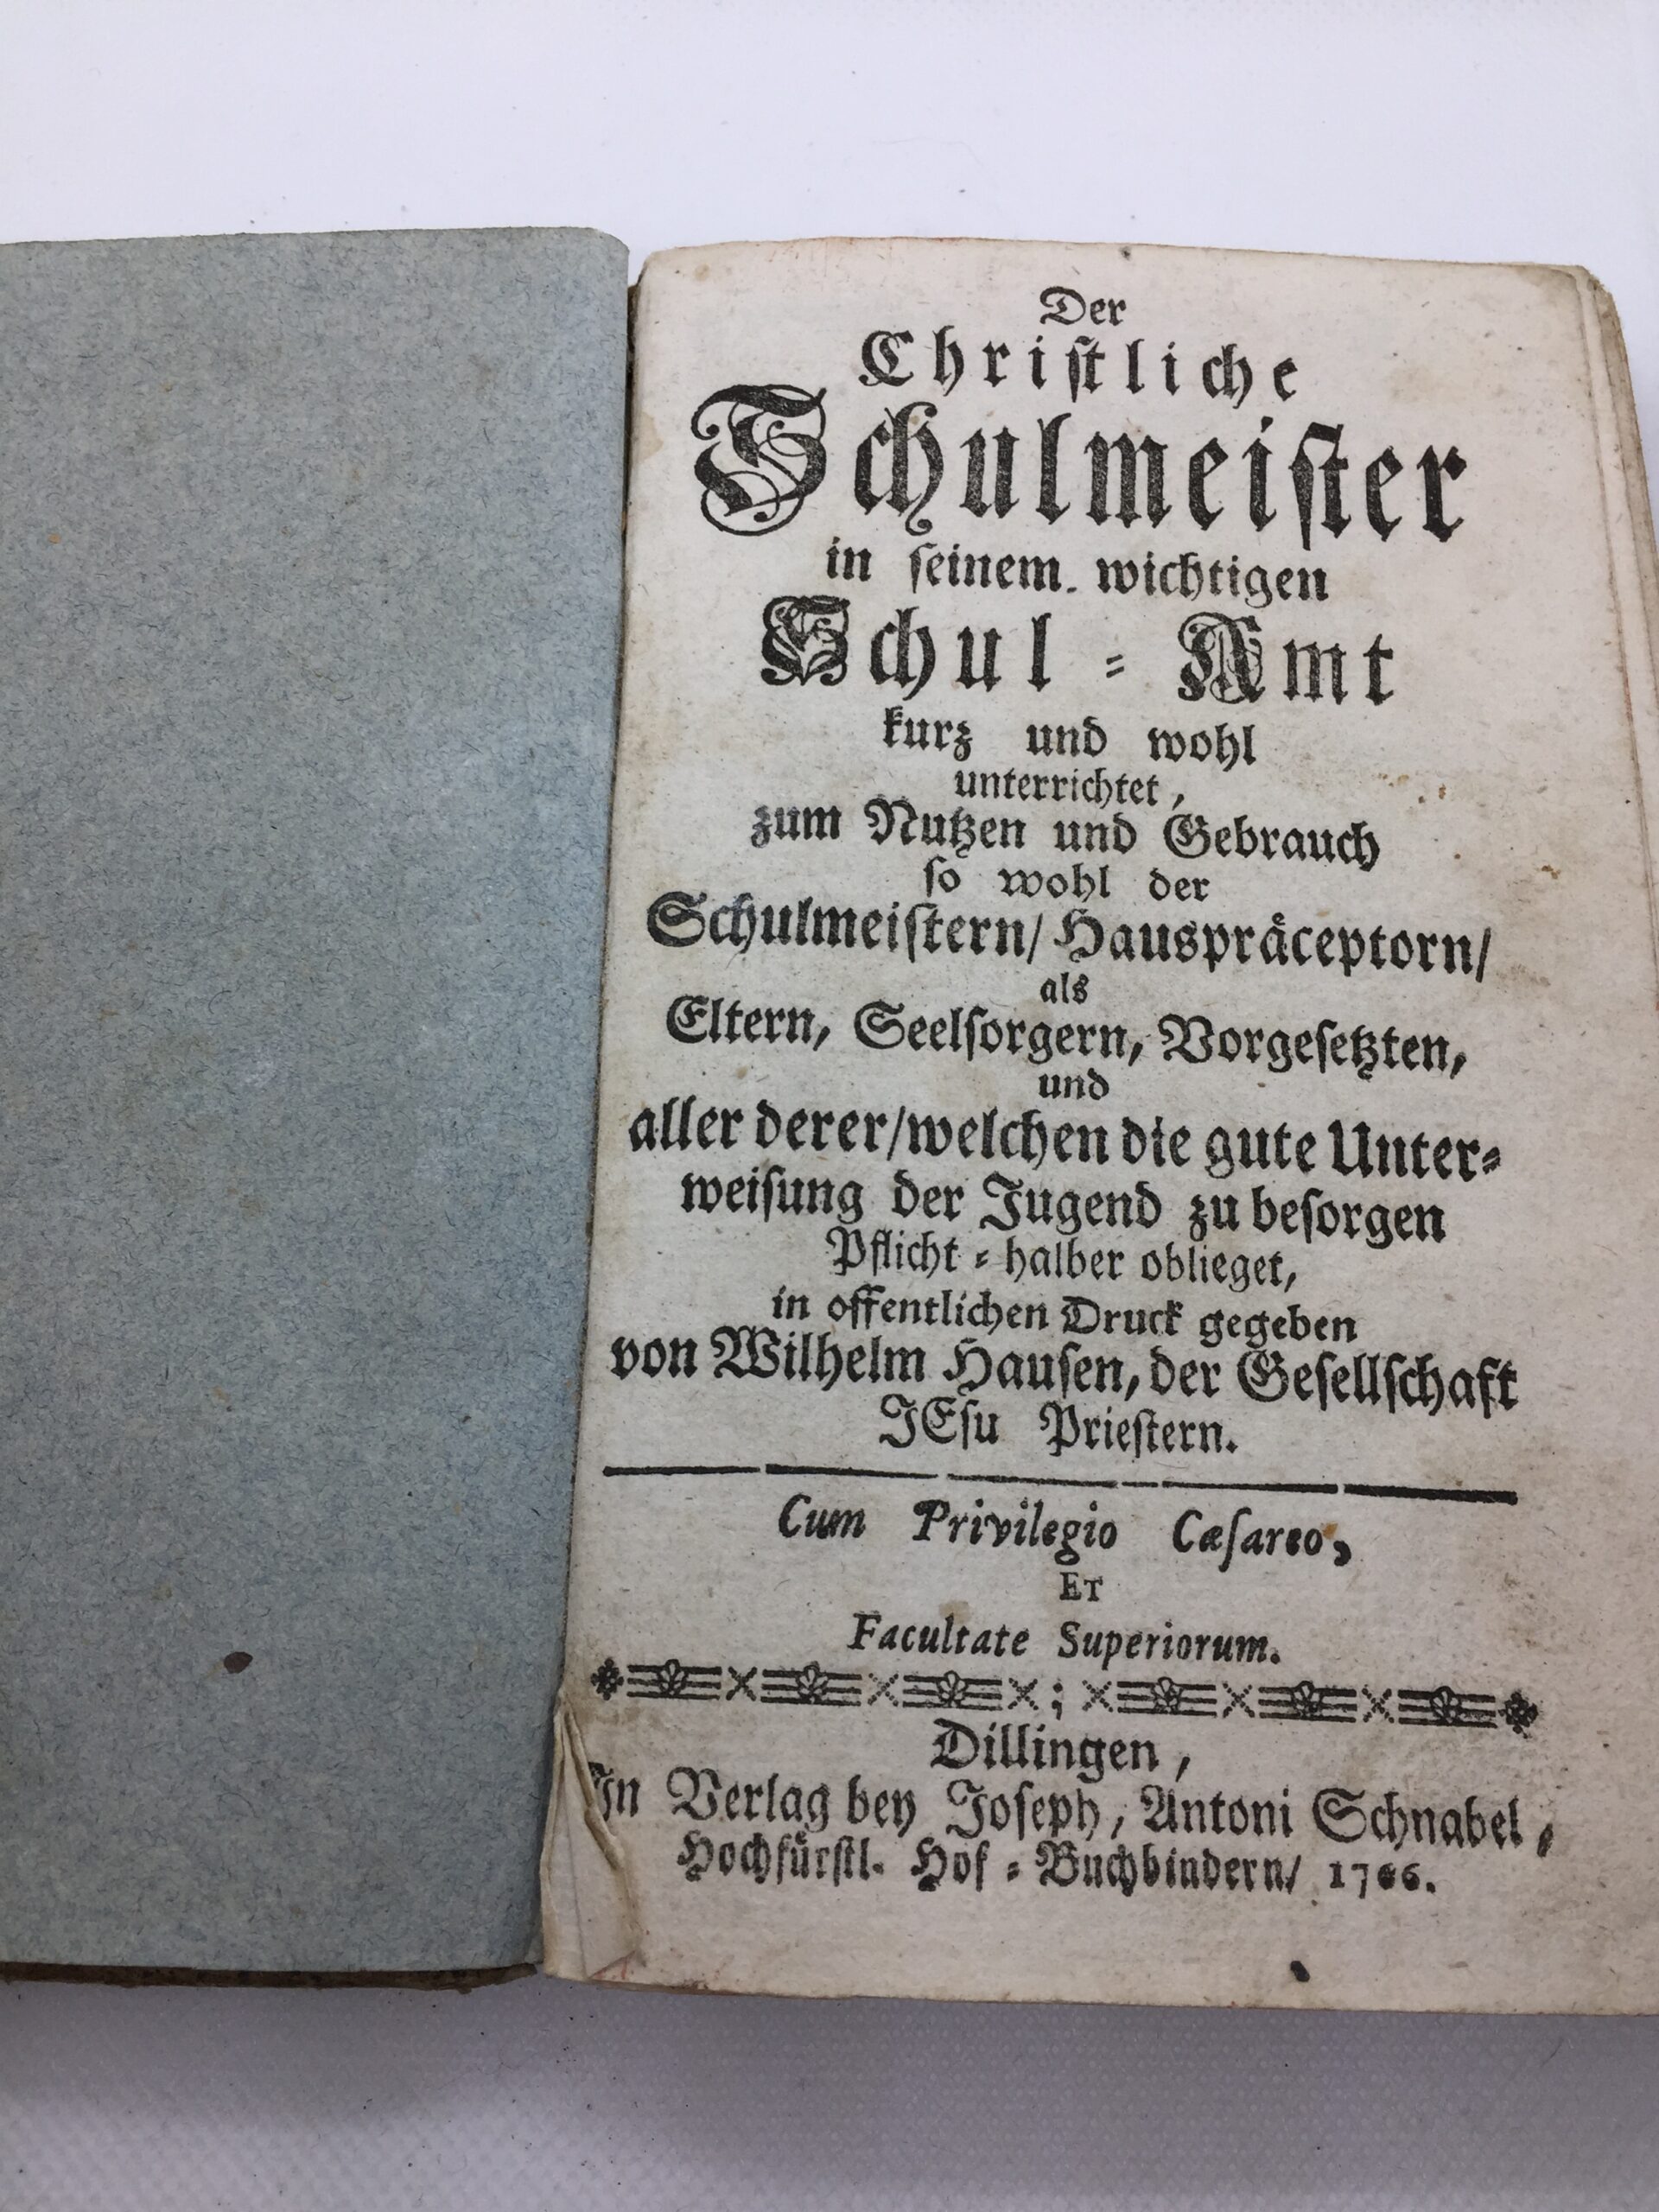 Der
Christliche
Schulmeister
in seinem wichtigen
Schul = Amt
kurz und wohl
unterrichtet,
zum Nutzen und Gebrauch
so wohl der
Schulmeistern/ Hauspräceptorn/
als
Eltern, Seelsorgern, Vorgesetzten,
und
aller derer/welchen die gute Unter=
weisung der Jugend zu besorgen
Pflicht = halber oblieget,
in offentlichen Druck gegeben
von Wilhelm Hausen, der Gesellschaft
JEsu Priestern.
Cum Privilegio Cæsareo,
ET
Facultate Superiorum.
Dillingen,
In Verlag bey Joseph, Antoni Schnabel,
Hochfürstl. Hof = Buchbindern/ 1766.